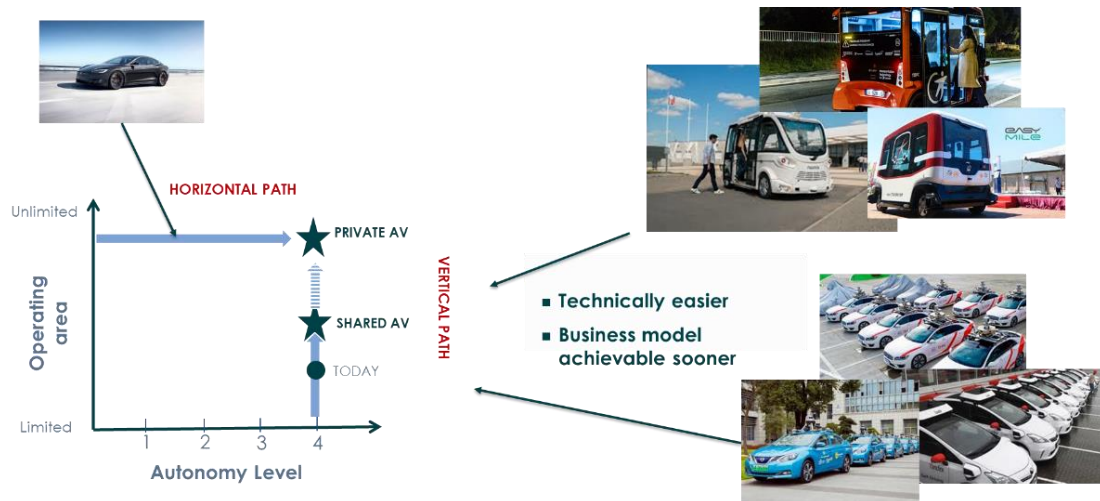 HORIZONTAL PATH
Unlimited
PRIVATE AV
Operating
area
SHARED AV
TODAY
Limited
1 2 3 4
Autonomy Level
VERTICAL PATH
▪ Technically easier
▪ Business model
achievable sooner
EASY
MILE